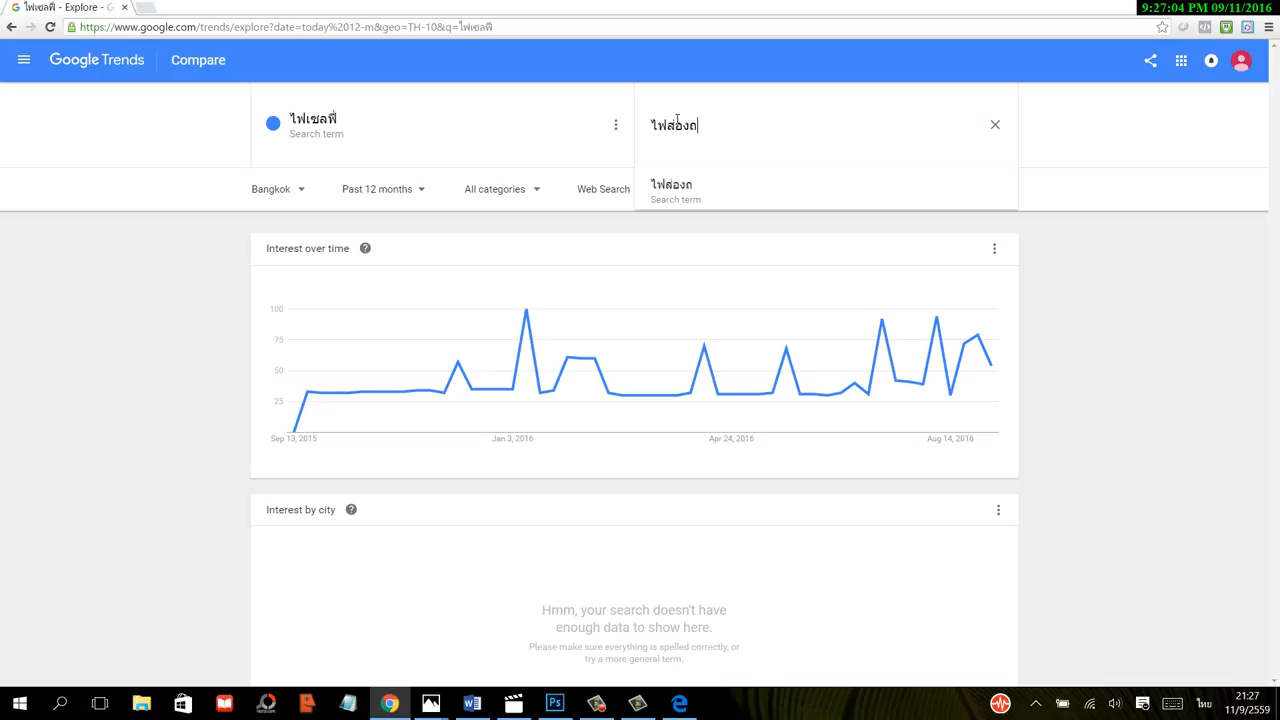 9:27:04 PM 09/11/2016
ไฟเซลฟี่ - Explore - G
https://www.google.com/trends/explore?date=today%2012-m&geo=TH-10&q=ไฟเซลฟี่
Google Trends
Compare
ไฟเซลฟี่
Search term
ไฟส่องถ
ไฟส่องถ
Search term
Bangkok
Past 12 months
All categories
Web Search
Interest over time
100
75
50
25
Sep 13, 2015
Jan 3, 2016
Apr 24, 2016
Aug 14, 2016
Interest by city
Hmm, your search doesn't have
enough data to show here.
Please make sure everything is spelled correctly, or
try a more general term.
ไทย
21:27
11/9/2559